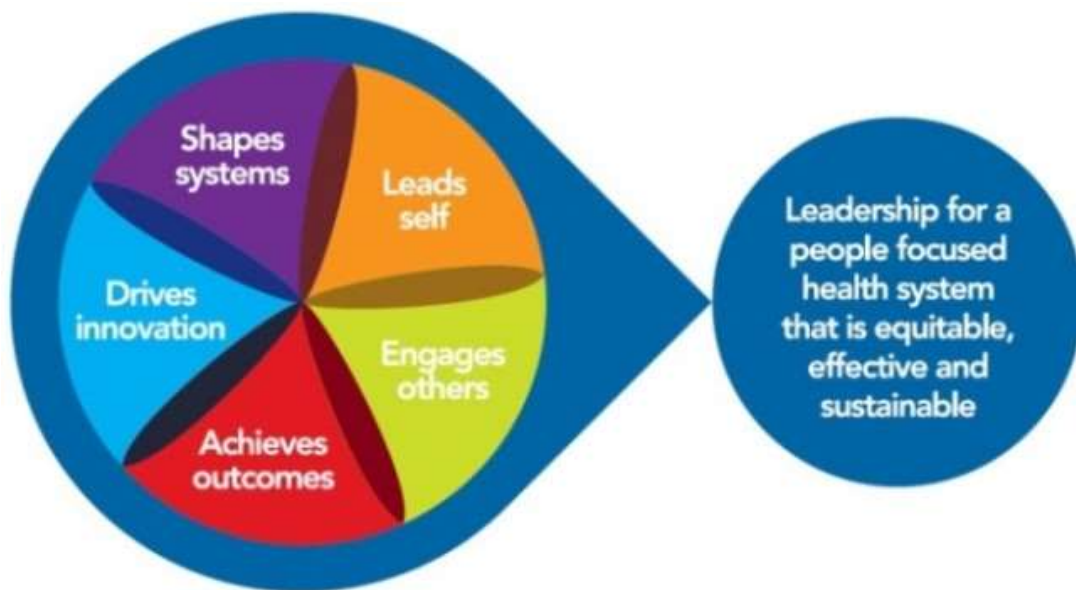 Shapes
systems
Leads
self
Engages
others
Achieves
outcomes
Drives
innovation
Leadership for a
people focused
health system
that is equitable,
effective and
sustainable